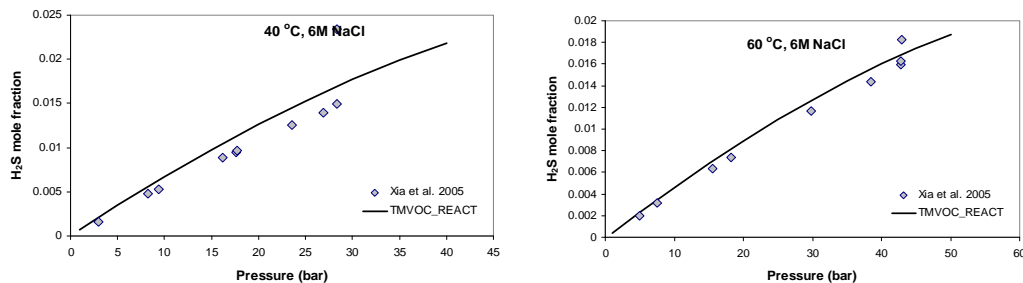 40 °C, 6M NaCl
H₂S mole fraction
0.025
0.02
0.015
0.01
0.005
0
0 5 10 15 20 25 30 35 40 45
Pressure (bar)
Xia et al. 2005
TMVOC_REACT
60 °C, 6M NaCl
H₂S mole fraction
0.02
0.018
0.016
0.014
0.012
0.01
0.008
0.006
0.004
0.002
0
0 10 20 30 40 50 60
Pressure (bar)
Xia et al. 2005
TMVOC_REACT